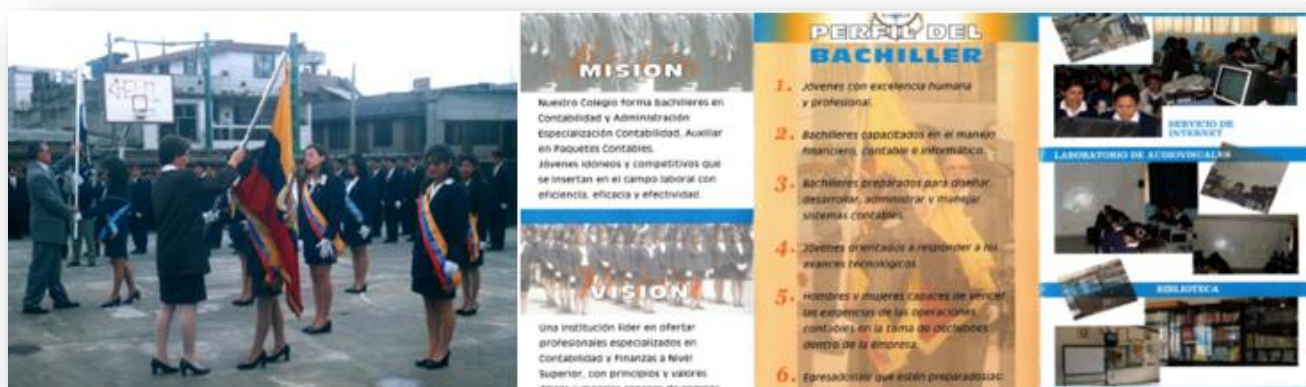 MISION
Nuestro Colegio forma Bachilleres en
Contabilidad y Administración
Especialización Contabilidad, Auxiliar
en Paquetes Contables.
Jóvenes idóneos y competitivos que
se insertan en el campo laboral con
eficiencia, eficacia y efectividad.
VISION
Una institución líder en ofertar
profesionales especializados en
Contabilidad y Finanzas a Nivel
Superior, con principios y valores
PERFIL DEL
BACHILLER
1. Jóvenes con excelencia humana
y profesional.
2. Bachilleres capacitados en el manejo
financiero, contable e informático.
3. Bachilleres preparados para diseñar,
desarrollar, administrar y manejar
sistemas contables.
4. Jóvenes orientados a responder a los
avances tecnológicos.
5. Hombres y mujeres capaces de vencer
las exigencias de las operaciones
contables en la toma de decisiones
dentro de la empresa.
6. Egresados(as) que estén preparados(as)
SERVICIO DE
INTERNET
LABORATORIO DE AUDIOVISUALES
BIBLIOTECA